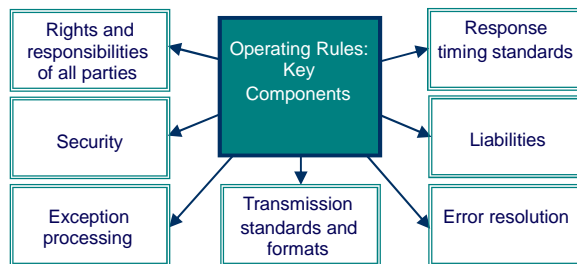 Rights and
responsibilities
of all parties
Operating Rules:
Key
Components
Response
timing standards
Security
Liabilities
Exception
processing
Transmission
standards and
formats
Error resolution